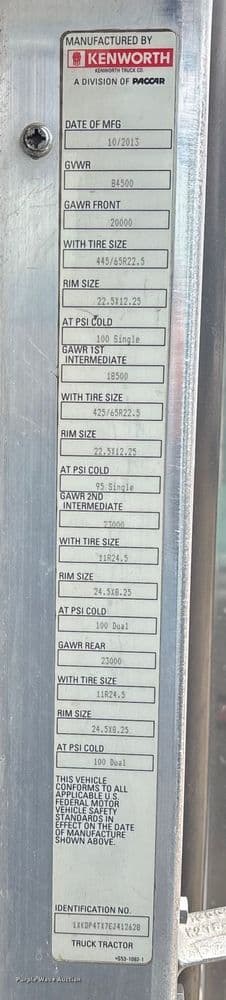 MANUFACTURED BY
KENWORTH
KENWORTH TRUCK CO.
A DIVISION OF PACCAR
DATE OF MFG
10/2013
GVWR
84500
GAWR FRONT
20000
WITH TIRE SIZE
445/65R22.5
RIM SIZE
22.5X12.25
AT PSI COLD
100 Single
GAWR 1ST
INTERMEDIATE
18500
WITH TIRE SIZE
425/65R22.5
RIM SIZE
22.5X12.25
AT PSI COLD
95 Single
GAWR 2ND
INTERMEDIATE
23000
WITH TIRE SIZE
11R24.5
RIM SIZE
24.5X8.25
AT PSI COLD
100 Dual
GAWR REAR
23000
WITH TIRE SIZE
11R24.5
RIM SIZE
24.5X8.25
AT PSI COLD
100 Dual
THIS VEHICLE
CONFORMS TO ALL
APPLICABLE U.S.
FEDERAL MOTOR
VEHICLE SAFETY
STANDARDS IN
EFFECT ON THE DATE
OF MANUFACTURE
SHOWN ABOVE.
IDENTIFICATION NO.
1XKDP4TX7EJ412628
TRUCK TRACTOR
Purple Wave Auction